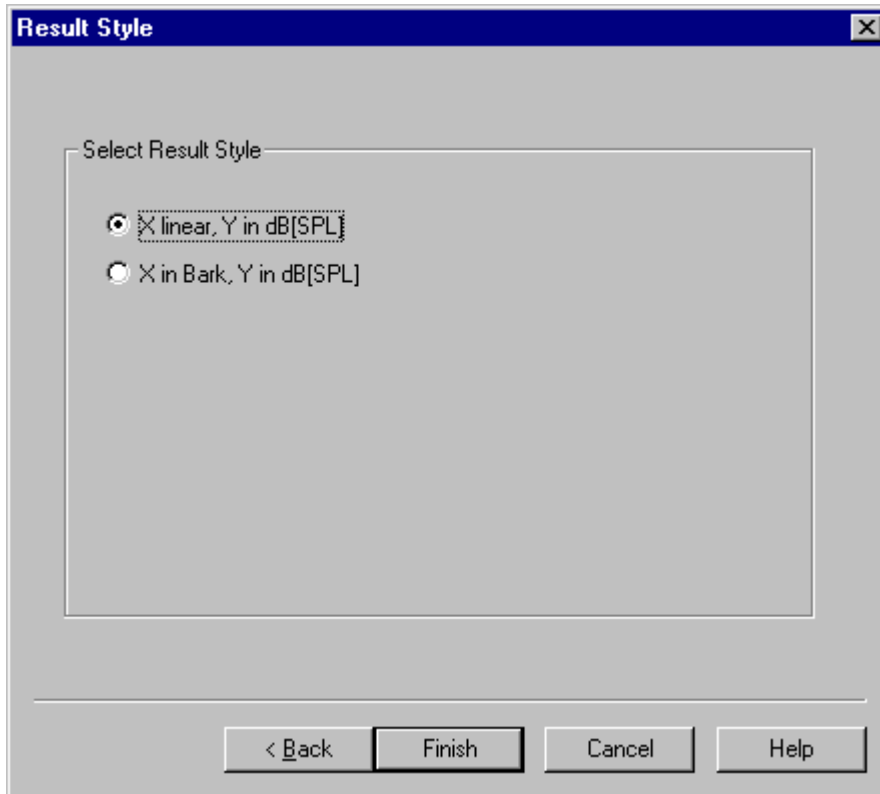 Result Style
Select Result Style
X linear, Y in dB[SPL]
X in Bark, Y in dB[SPL]
< Back
Finish
Cancel
Help